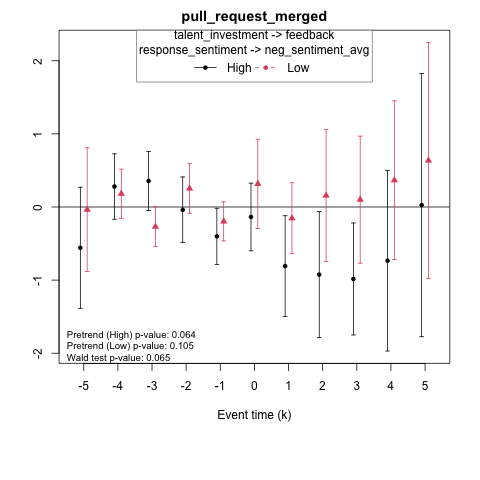 pull_request_merged
talent_investment -> feedback
response_sentiment -> neg_sentiment_avg
High Low
2
1
0
-1
-2
Pretrend (High) p-value: 0.064
Pretrend (Low) p-value: 0.105
Wald test p-value: 0.065
-5 -4 -3 -2 -1 0 1 2 3 4 5
Event time (k)